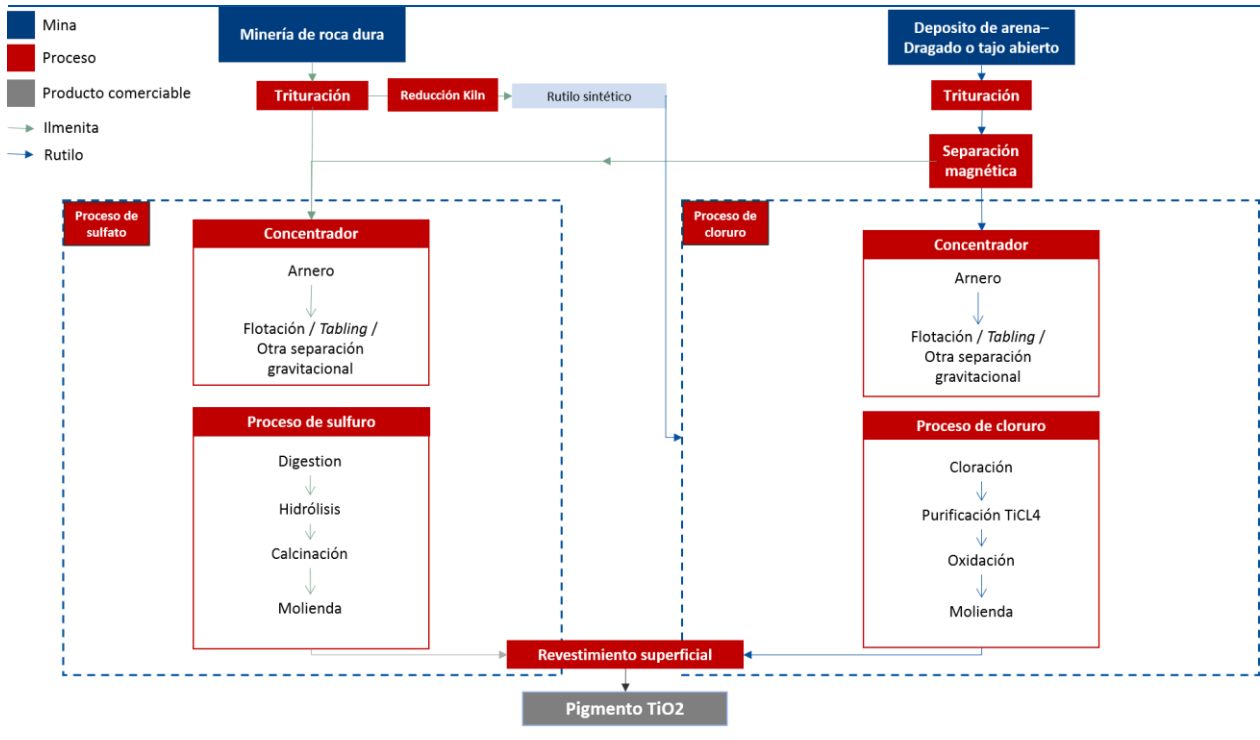 Mina
Proceso
Producto comerciable
Ilmenita
Rutilo
Minería de roca dura
Trituración
Reducción Kiln
Rutilo sintético
Deposito de arena–
Dragado o tajo abierto
Trituración
Separación
magnética
Proceso de
sulfato
Concentrador
Arnero
Flotación / Tabling /
Otra separación
gravitacional
Proceso de sulfuro
Digestion
Hidrólisis
Calcinación
Molienda
Proceso de
cloruro
Concentrador
Arnero
Flotación / Tabling /
Otra separación
gravitacional
Proceso de cloruro
Cloración
Purificación TiCL4
Oxidación
Molienda
Revestimiento superficial
Pigmento TiO2